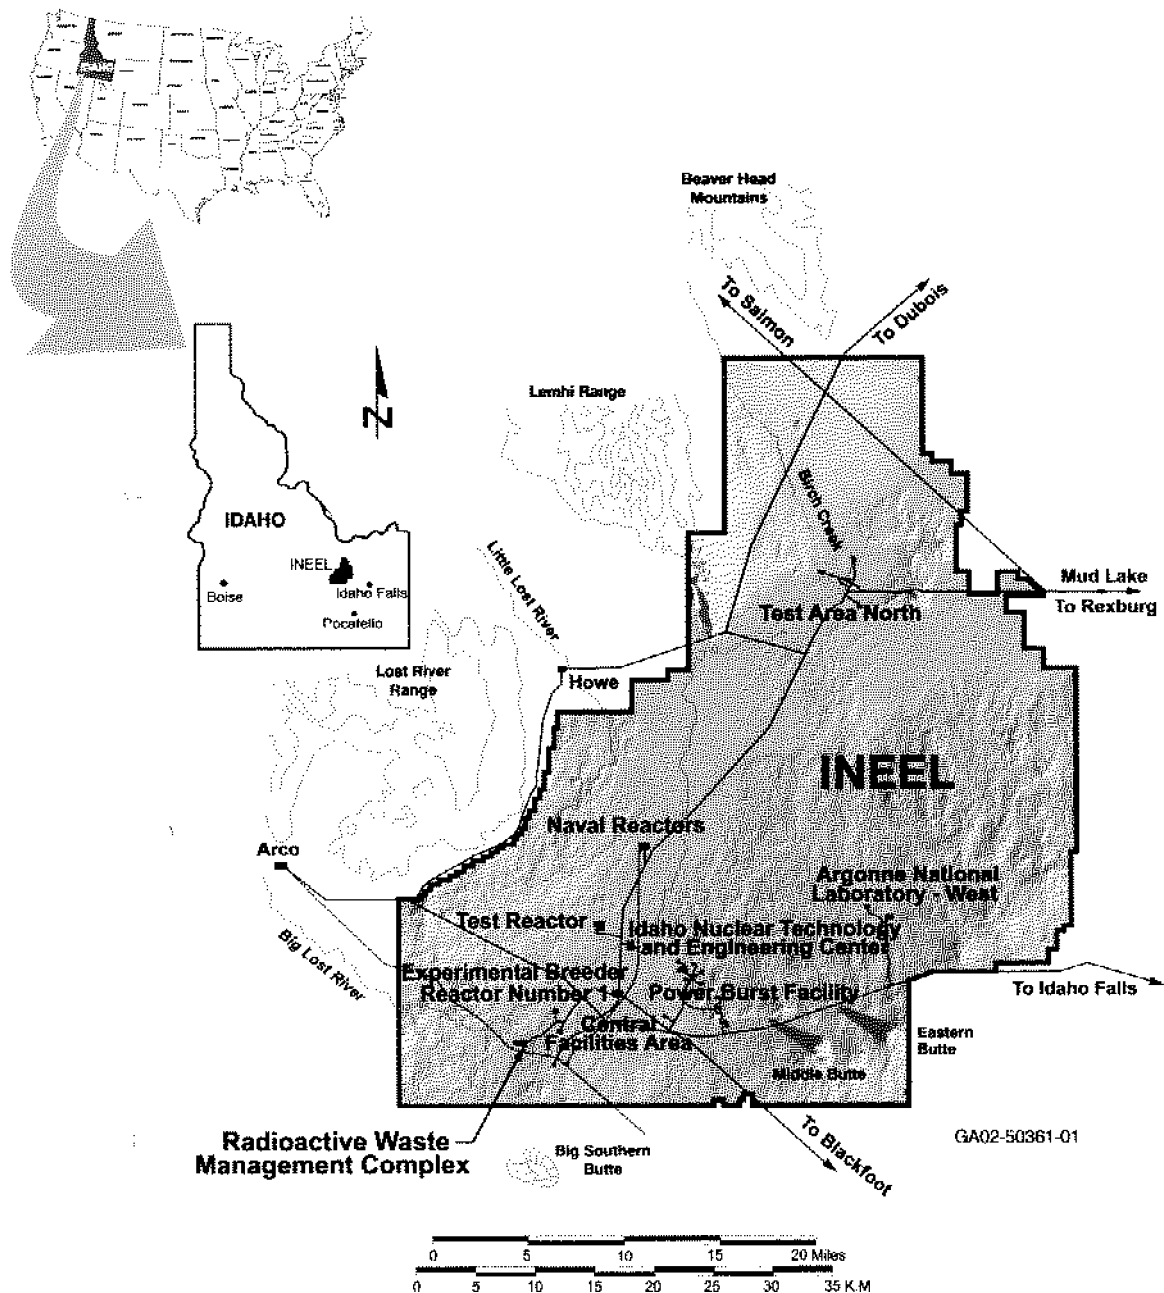 Beaver Head
Mountains
To Salmon
To Dubois
Lemhi Range
N
IDAHO
INEEL
Boise
Idaho Falls
Pocatello
Birch Creek
Little Lost River
Mud Lake
To Rexburg
Test Area North
Howe
Lost River
Range
INEEL
Naval Reactors
Arco
Argonne National
Laboratory - West
Test Reactor
Idaho Nuclear Technology
and Engineering Center
Big Lost River
Experimental Breeder
Reactor Number 1
Power Burst Facility
To Idaho Falls
Central
Facilities Area
Eastern
Butte
Middle Butte
Radioactive Waste
Management Complex
Big Southern
Butte
To Blackfoot
GA02-50361-01
0 5 10 15 20 Miles
0 5 10 15 20 25 30 35 K.M